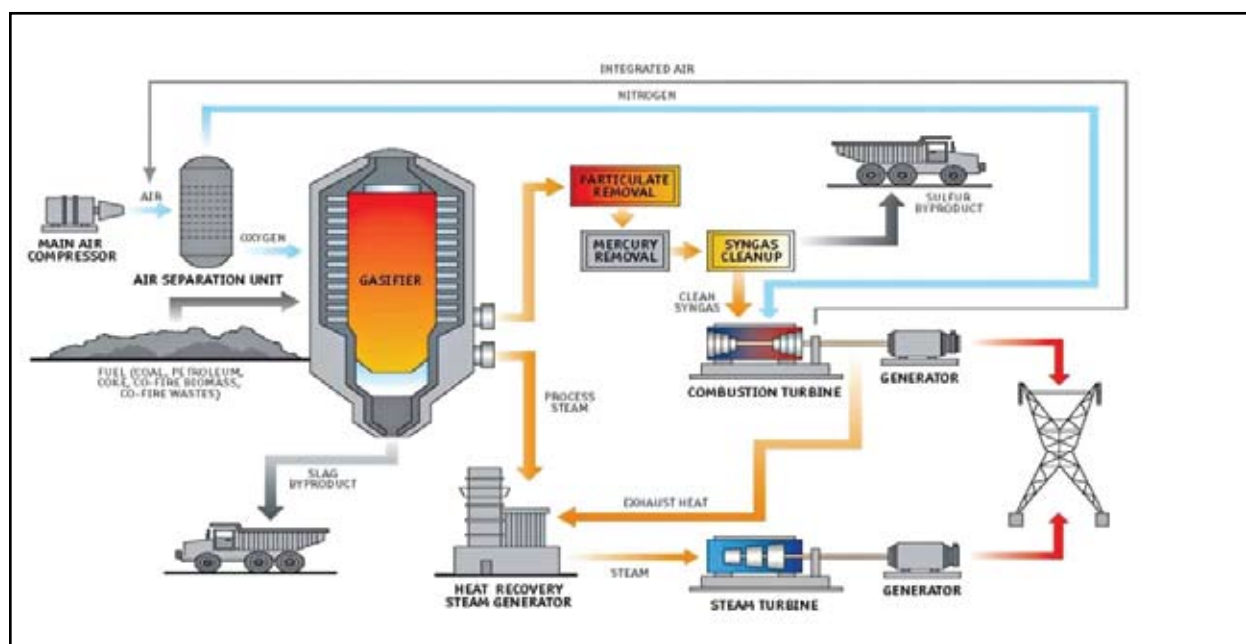 INTEGRATED AIR
NITROGEN
AIR
MAIN AIR
COMPRESSOR
OXYGEN
AIR SEPARATION UNIT
GASIFIER
PARTICULATE
REMOVAL
MERCURY
REMOVAL
SYNGAS
CLEANUP
SULFUR
BYPRODUCT
CLEAN
SYNGAS
FUEL (COAL, PETROLEUM,
COKE, CO-FIRE BIOMASS,
CO-FIRE WASTES)
PROCESS
STEAM
COMBUSTION TURBINE
GENERATOR
SLAG
BYPRODUCT
EXHAUST HEAT
HEAT RECOVERY
STEAM GENERATOR
STEAM
STEAM TURBINE
GENERATOR